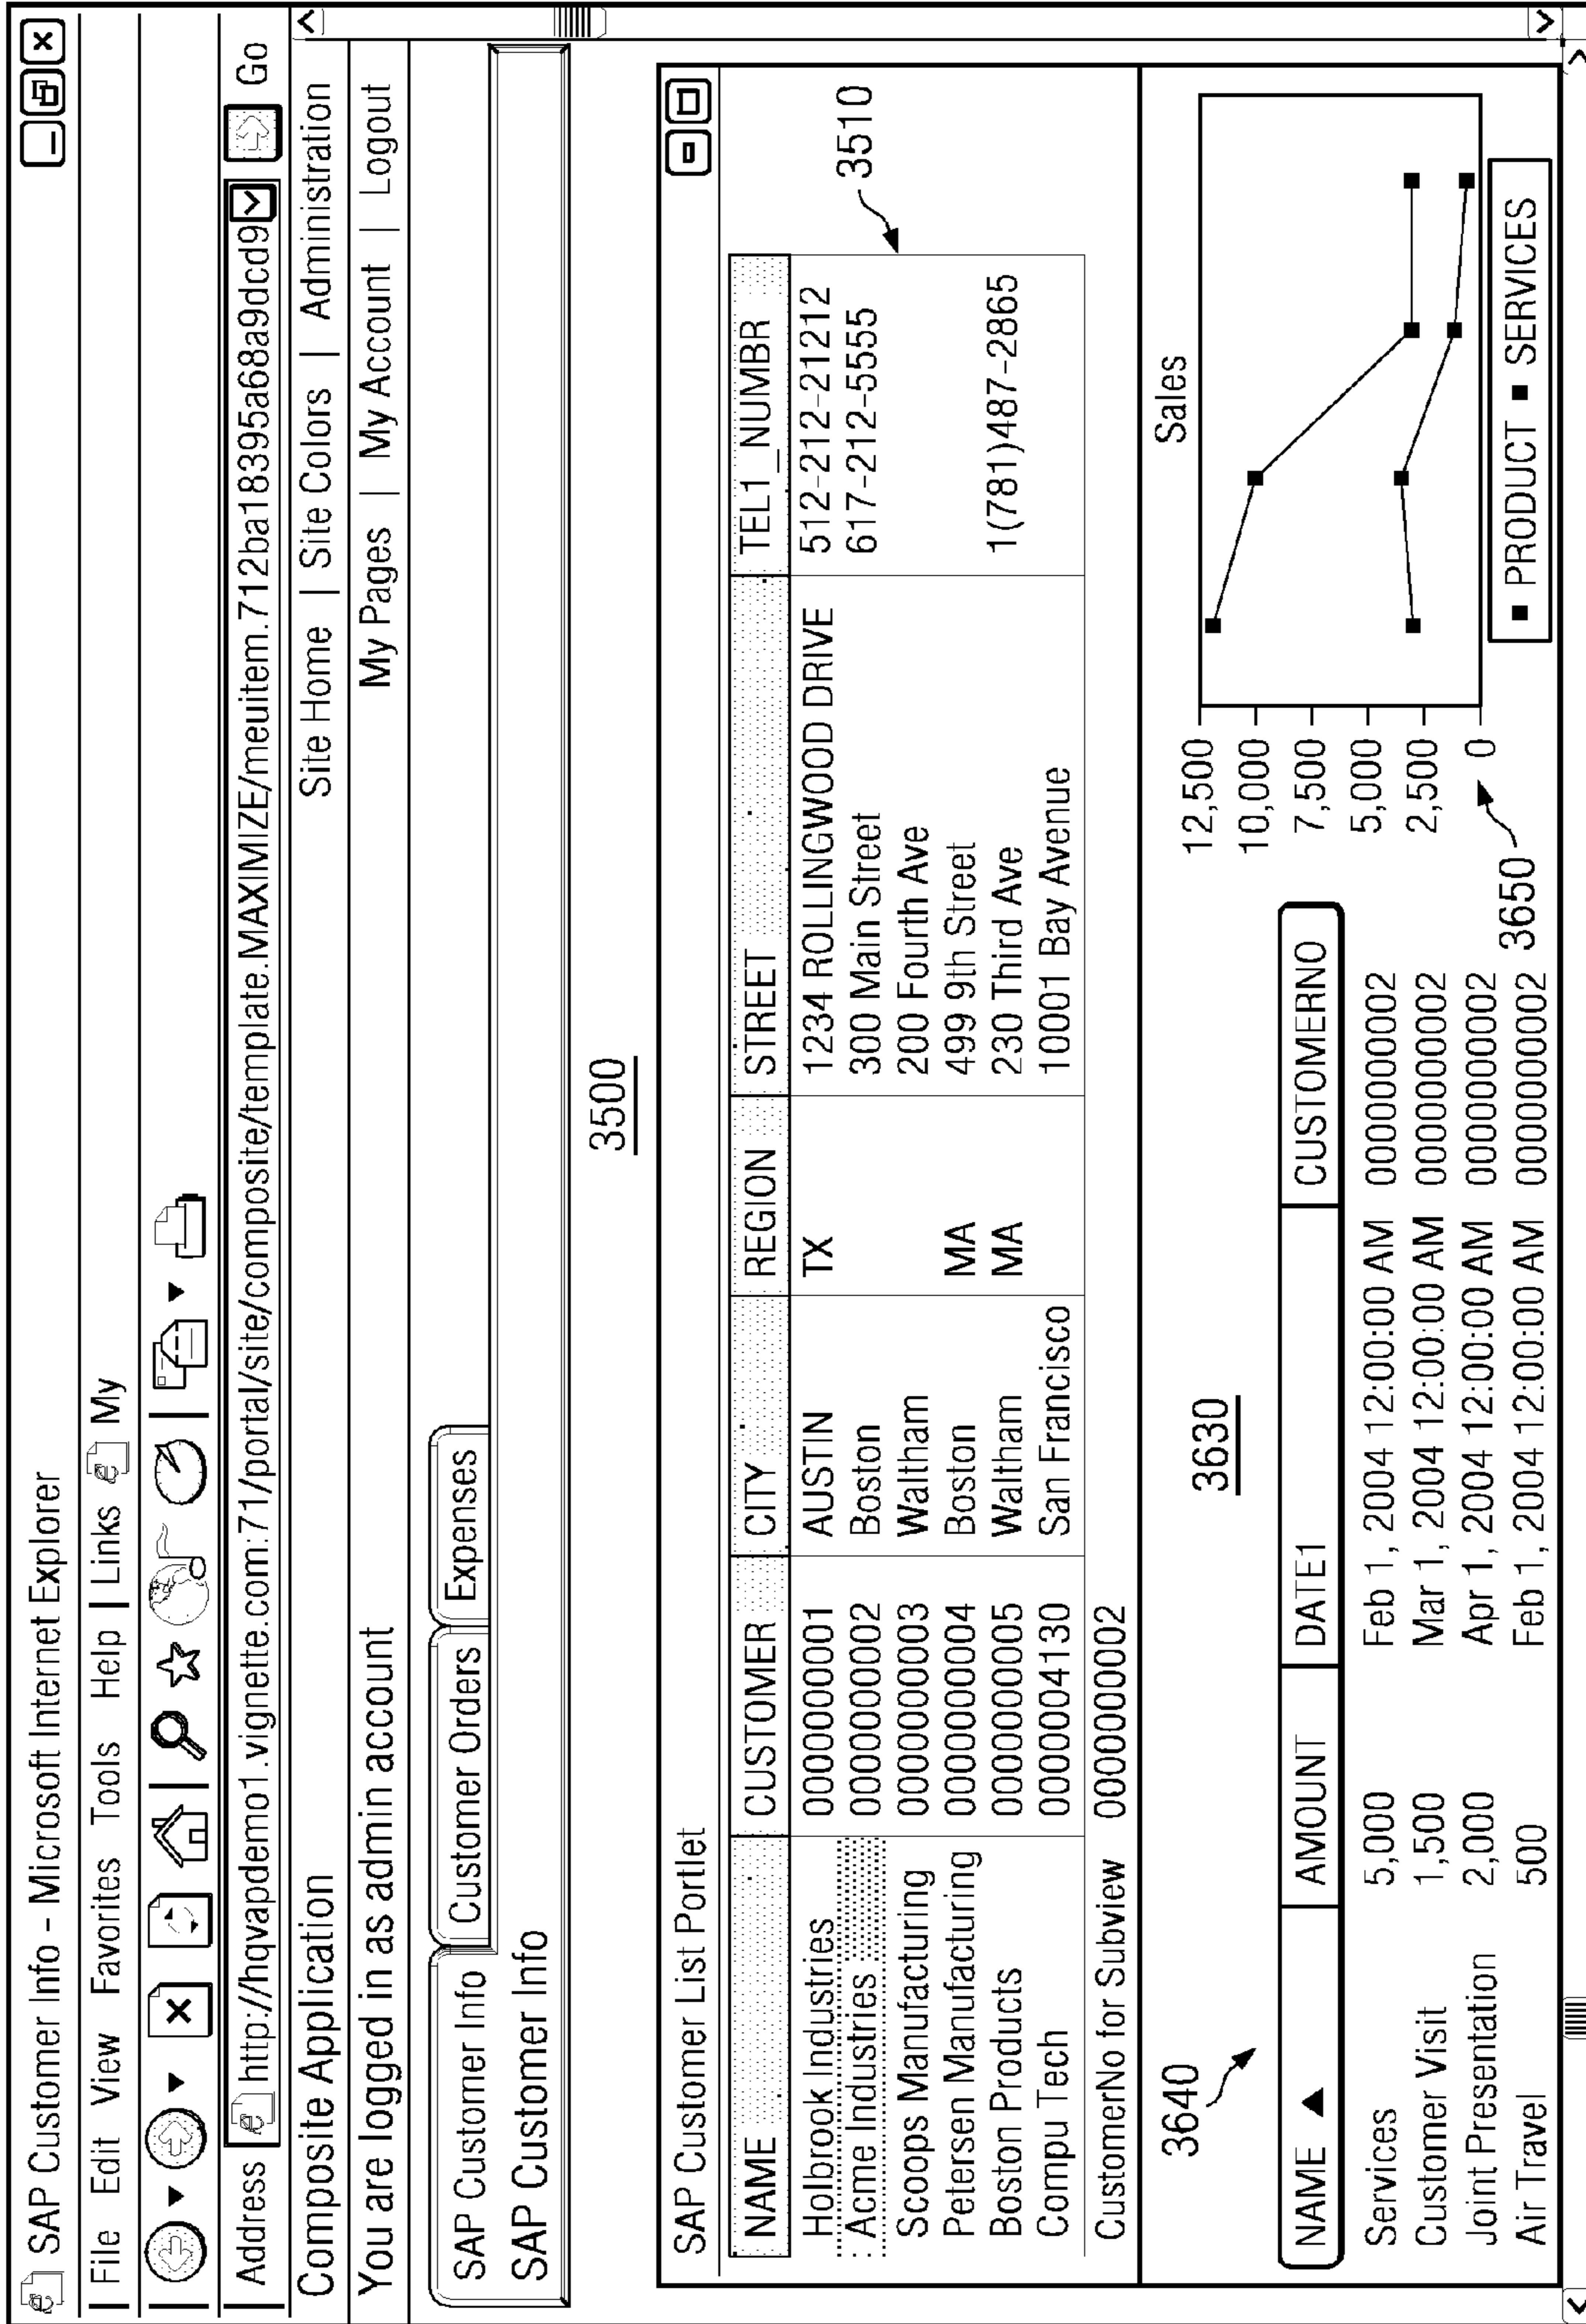 SAP Customer Info - Microsoft Internet Explorer
File Edit View Favorites Tools Help | Links My
Address http://hqvapdemo1.vignette.com:71/portal/site/composite/template.MAXIMIZE/meuitem.712ba18395a68a9dcd9 Go
Composite Application Site Home | Site Colors | Administration
You are logged in as admin account My Pages | My Account | Logout
SAP Customer Info Customer Orders Expenses
SAP Customer Info
3500
SAP Customer List Portlet
NAME CUSTOMER CITY REGION STREET TEL1_NUMBR
Holbrook Industries 0000000001 AUSTIN TX 1234 ROLLINGWOOD DRIVE 512-212-21212
Acme Industries 0000000002 Boston 300 Main Street 617-212-5555
Scoops Manufacturing 0000000003 Waltham 200 Fourth Ave
Petersen Manufacturing 0000000004 Boston MA 499 9th Street
Boston Products 0000000005 Waltham MA 230 Third Ave 1(781)487-2865
Compu Tech 0000004130 San Francisco 10001 Bay Avenue
3510
CustomerNo for Subview 0000000002
3640
3630
NAME ▲ AMOUNT DATE1 CUSTOMERNO
Services 5,000 Feb 1, 2004 12:00:00 AM 0000000002
Customer Visit 1,500 Mar 1, 2004 12:00:00 AM 0000000002
Joint Presentation 2,000 Apr 1, 2004 12:00:00 AM 0000000002
Air Travel 500 Feb 1, 2004 12:00:00 AM 0000000002
Sales
12,500
10,000
7,500
5,000
2,500
0
3650
■ PRODUCT ■ SERVICES